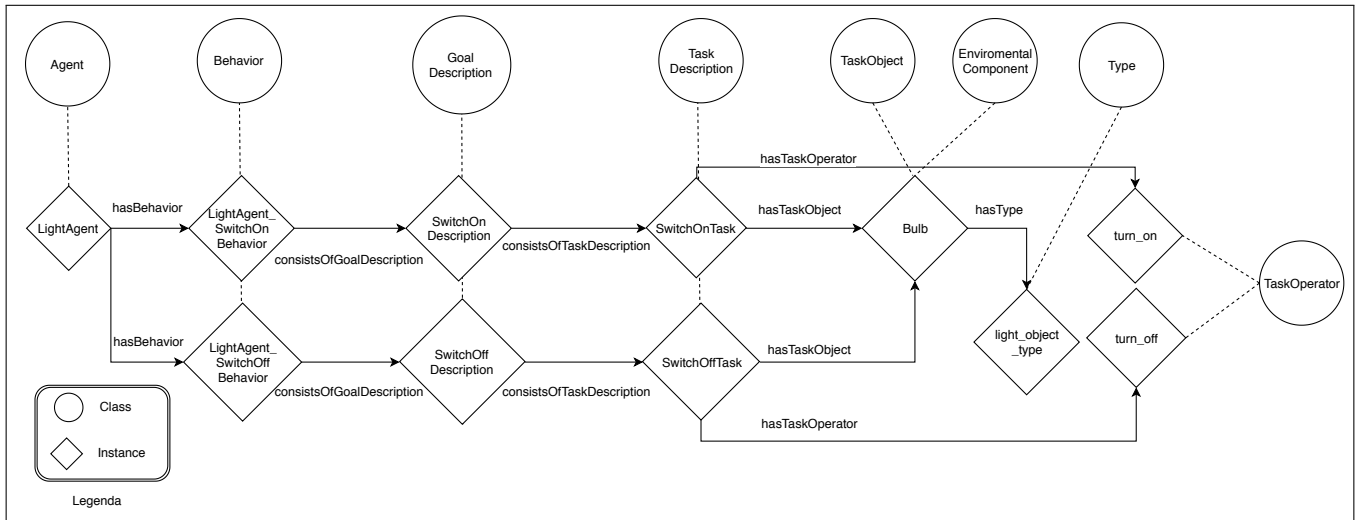 Agent
Behavior
Goal
Description
Task
Description
TaskObject
Enviromental
Component
Type
hasTaskOperator
LightAgent
hasBehavior
LightAgent_
SwitchOn
Behavior
consistsOfGoalDescription
SwitchOn
Description
consistsOfTaskDescription
SwitchOnTask
hasTaskObject
Bulb
hasType
turn_on
TaskOperator
hasBehavior
LightAgent_
SwitchOff
Behavior
consistsOfGoalDescription
SwitchOff
Description
consistsOfTaskDescription
SwitchOffTask
hasTaskObject
light_object
_type
turn_off
hasTaskOperator
Class
Instance
Legenda